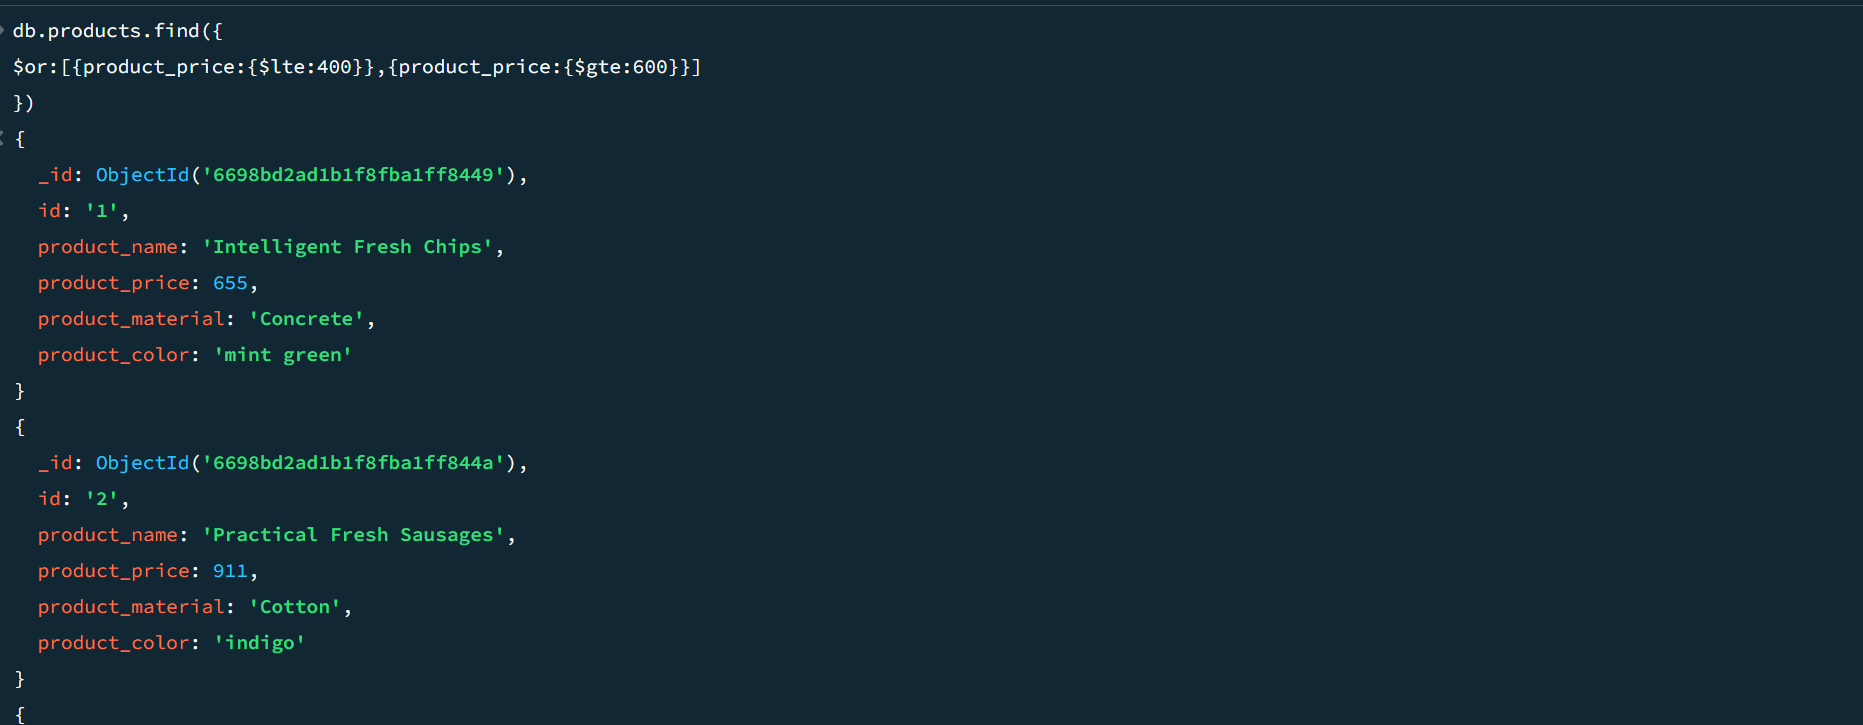 db.products.find({
$or:[{product_price:{$lte:400}},{product_price:{$gte:600}}]
})
{
_id: ObjectId('6698bd2ad1b1f8fba1ff8449'),
id: '1',
product_name: 'Intelligent Fresh Chips',
product_price: 655,
product_material: 'Concrete',
product_color: 'mint green'
}
{
_id: ObjectId('6698bd2ad1b1f8fba1ff844a'),
id: '2',
product_name: 'Practical Fresh Sausages',
product_price: 911,
product_material: 'Cotton',
product_color: 'indigo'
}
{